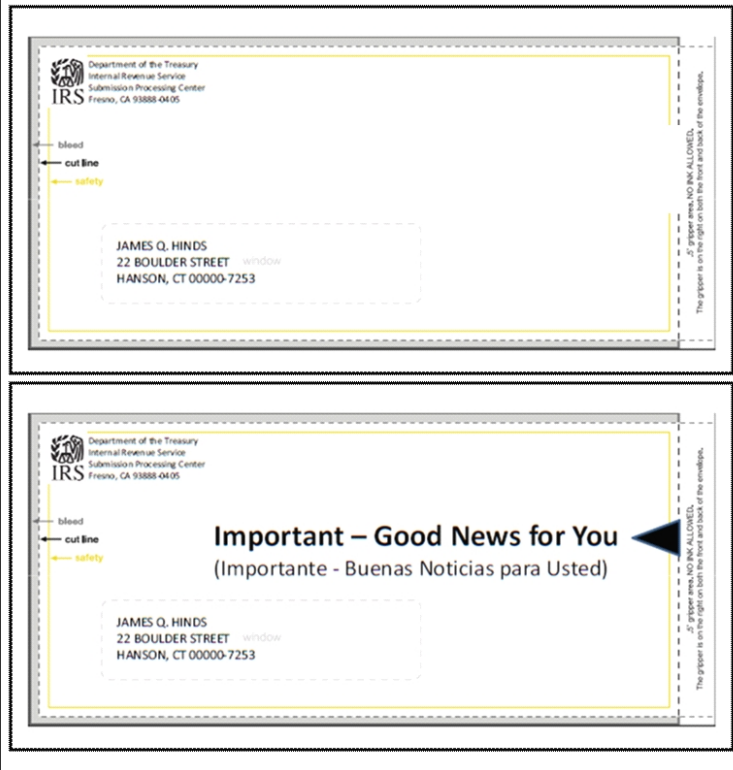 Department of the Treasury
Internal Revenue Service
Submission Processing Center
IRS Fresno, CA 93888-0405
bleed
cut line
safety
JAMES Q. HINDS
22 BOULDER STREET window
HANSON, CT 00000-7253
.5" gripper area, NO INK ALLOWED,
The gripper is on the right on both the front and back of the envelope,
Department of the Treasury
Internal Revenue Service
Submission Processing Center
IRS Fresno, CA 93888-0405
bleed
cut line
safety
Important – Good News for You
(Importante - Buenas Noticias para Usted)
JAMES Q. HINDS
22 BOULDER STREET window
HANSON, CT 00000-7253
.5" gripper area, NO INK ALLOWED,
The gripper is on the right on both the front and back of the envelope,